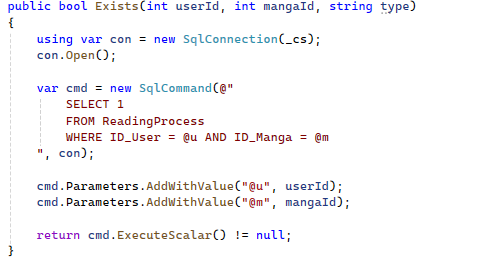 public bool Exists(int userId, int mangaId, string type)
{
    using var con = new SqlConnection(_cs);
    con.Open();

    var cmd = new SqlCommand(@"
        SELECT 1
        FROM ReadingProcess
        WHERE ID_User = @u AND ID_Manga = @m
    ", con);

    cmd.Parameters.AddWithValue("@u", userId);
    cmd.Parameters.AddWithValue("@m", mangaId);

    return cmd.ExecuteScalar() != null;
}